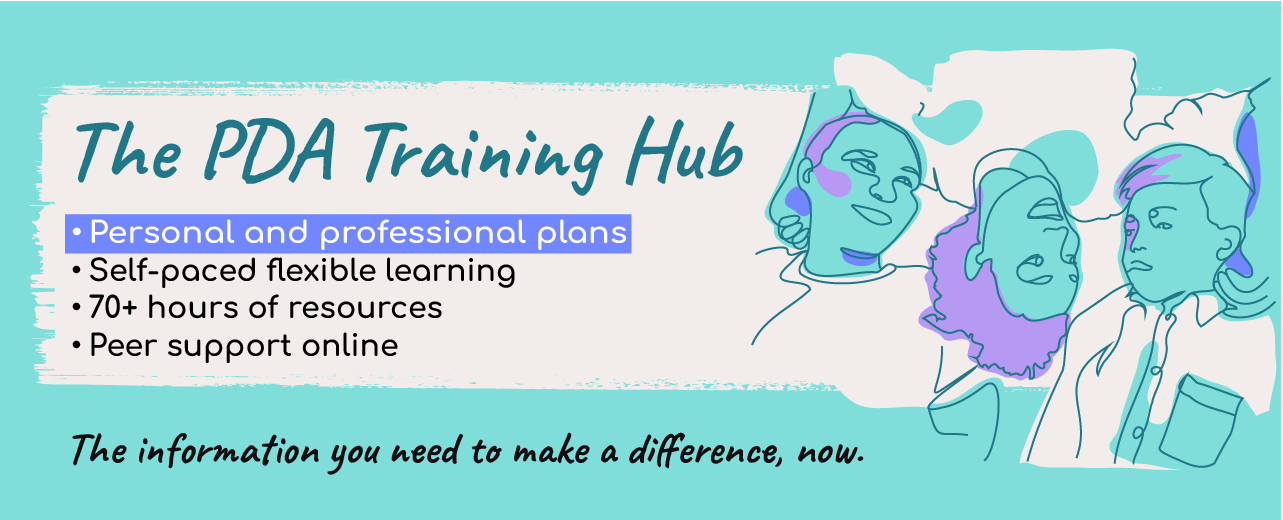 The PDA Training Hub
• Personal and professional plans
• Self-paced flexible learning
• 70+ hours of resources
• Peer support online
The information you need to make a difference, now.